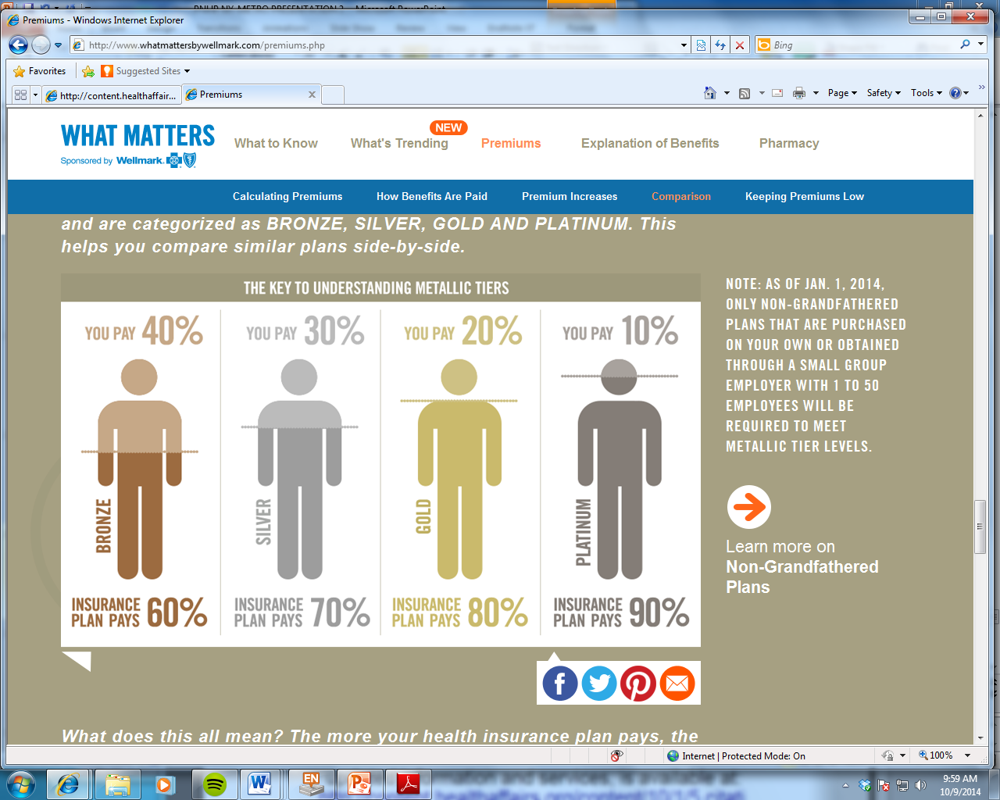 PNHP NY METRO PRESENTATION 2 - Microsoft PowerPoint
Premiums - Windows Internet Explorer
http://www.whatmattersbywellmark.com/premiums.php
Bing
Favorites
Suggested Sites
http://content.healthaffair...
Premiums
Page
Safety
Tools
WHAT MATTERS
Sponsored by Wellmark
What to Know
What's Trending
NEW
Premiums
Explanation of Benefits
Pharmacy
Calculating Premiums
How Benefits Are Paid
Premium Increases
Comparison
Keeping Premiums Low
and are categorized as BRONZE, SILVER, GOLD AND PLATINUM. This
helps you compare similar plans side-by-side.
THE KEY TO UNDERSTANDING METALLIC TIERS
YOU PAY 40%
BRONZE
INSURANCE
PLAN PAYS 60%
YOU PAY 30%
SILVER
INSURANCE
PLAN PAYS 70%
YOU PAY 20%
GOLD
INSURANCE
PLAN PAYS 80%
YOU PAY 10%
PLATINUM
INSURANCE
PLAN PAYS 90%
NOTE: AS OF JAN. 1, 2014,
ONLY NON-GRANDFATHERED
PLANS THAT ARE PURCHASED
ON YOUR OWN OR OBTAINED
THROUGH A SMALL GROUP
EMPLOYER WITH 1 TO 50
EMPLOYEES WILL BE
REQUIRED TO MEET
METALLIC TIER LEVELS.
Learn more on
Non-Grandfathered
Plans
What does this all mean? The more your health insurance plan pays, the
Internet | Protected Mode: On
100%
EN
9:59 AM
10/9/2014